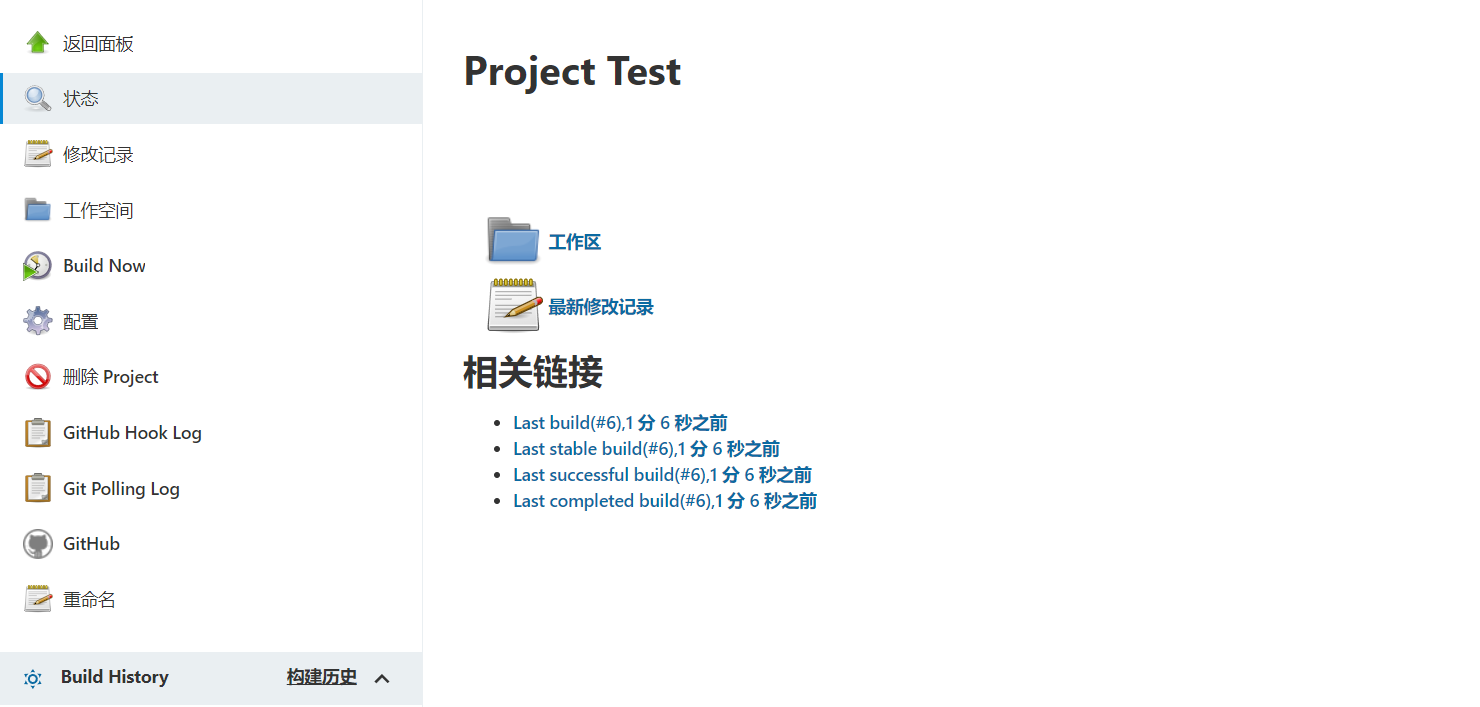 返回面板
状态
修改记录
工作空间
Build Now
配置
删除 Project
GitHub Hook Log
Git Polling Log
GitHub
重命名
Build History 构建历史
Project Test
工作区
最新修改记录
相关链接
Last build(#6),1 分 6 秒之前
Last stable build(#6),1 分 6 秒之前
Last successful build(#6),1 分 6 秒之前
Last completed build(#6),1 分 6 秒之前